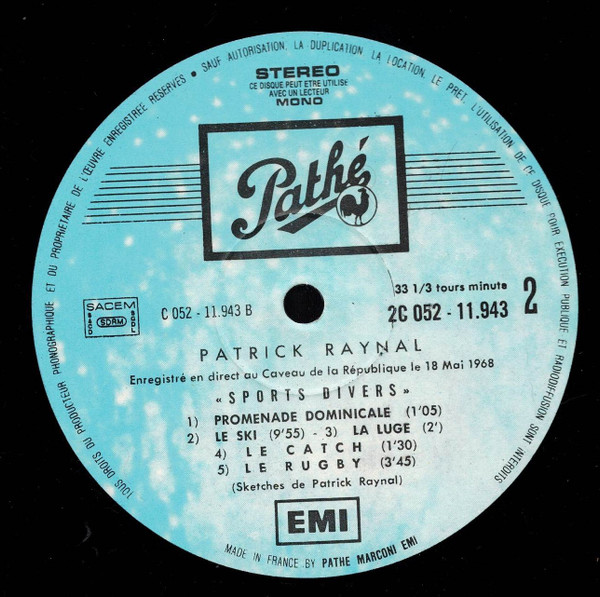 TOUS DROITS DU PRODUCTEUR PHONOGRAPHIQUE ET DU PROPRIETAIRE DE L'ŒUVRE ENREGISTREE RESERVES • SAUF AUTORISATION, LA DUPLICATION, LA LOCATION, LE PRET, L'UTILISATION DE CE DISQUE POUR EXECUTION PUBLIQUE ET RADIODIFFUSION SONT INTERDITS
STEREO
CE DISQUE PEUT ETRE UTILISE
AVEC UN LECTEUR
MONO
Pathé
SACEM
SACD
SDRM
SGDL
C 052 - 11.943 B
33 1/3 tours minute
2C 052 - 11.943
2
PATRICK RAYNAL
Enregistré en direct au Caveau de la République le 18 Mai 1968
« SPORTS DIVERS »
1) PROMENADE DOMINICALE (1'05)
2) LE SKI (9'55) - 3) LA LUGE (2')
4) LE CATCH (1'30)
5) LE RUGBY (3'45)
(Sketches de Patrick Raynal)
EMI
MADE IN FRANCE BY PATHE MARCONI EMI